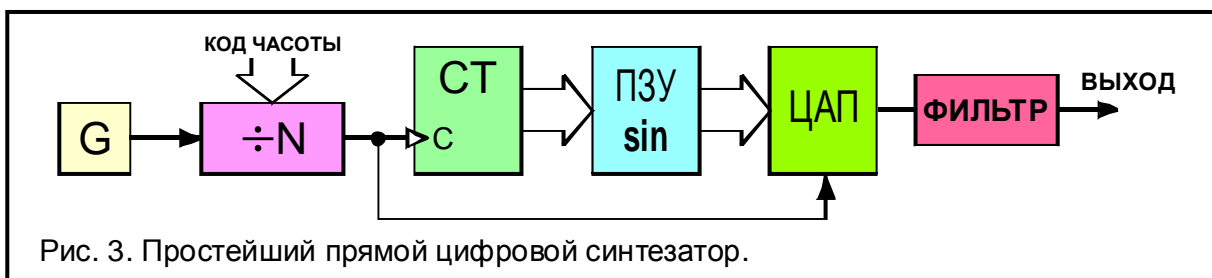 КОД ЧАСОТЫ
G
÷N
СТ
C
ПЗУ
sin
ЦАП
ФИЛЬТР
ВЫХОД
Рис. 3. Простейший прямой цифровой синтезатор.